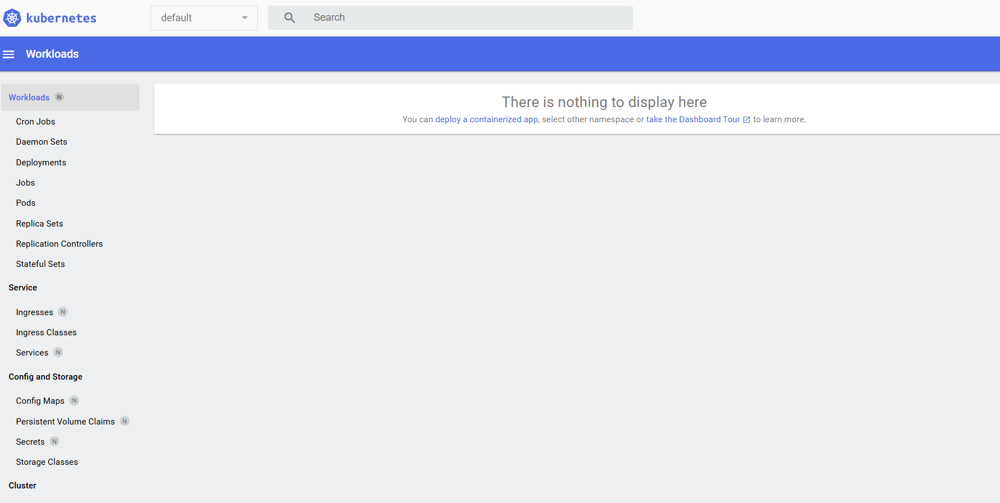 kubernetes
default
Search
Workloads
Workloads N
Cron Jobs
Daemon Sets
Deployments
Jobs
Pods
Replica Sets
Replication Controllers
Stateful Sets
Service
Ingresses N
Ingress Classes
Services N
Config and Storage
Config Maps N
Persistent Volume Claims N
Secrets N
Storage Classes
Cluster
There is nothing to display here
You can deploy a containerized app, select other namespace or take the Dashboard Tour to learn more.